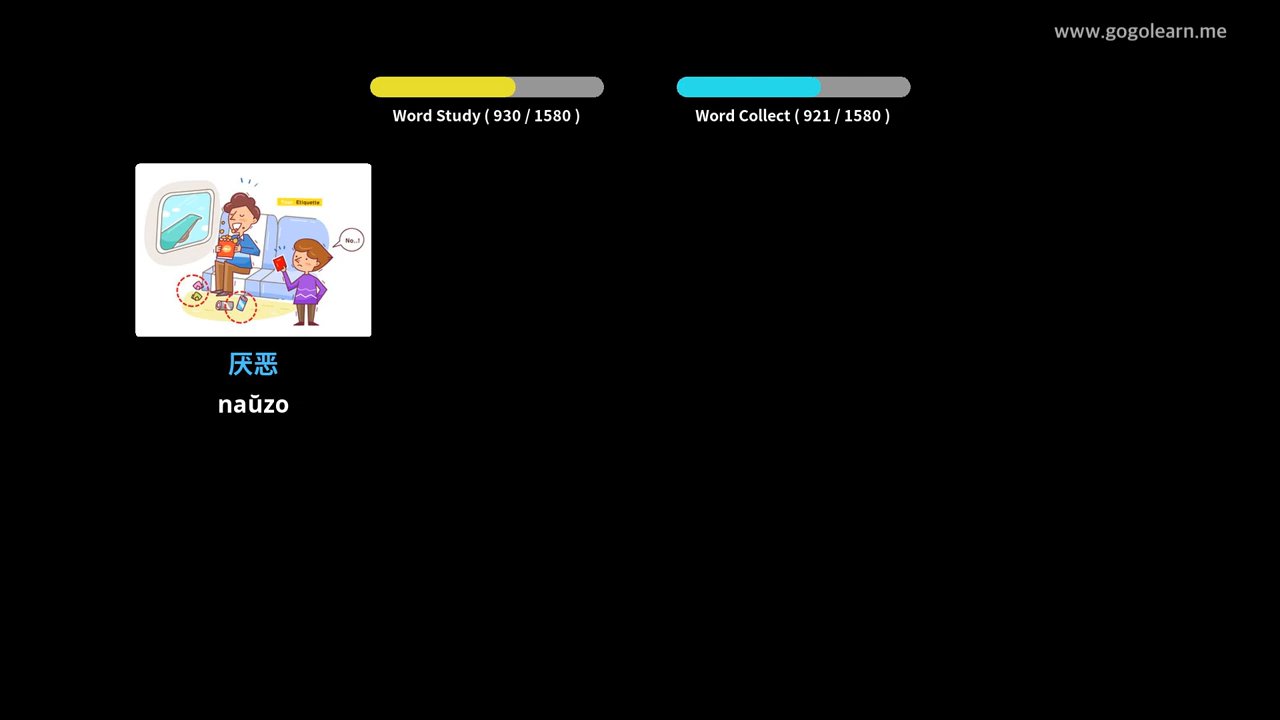 www.gogolearn.me
Word Study ( 930 / 1580 )
Word Collect ( 921 / 1580 )
Etiquette
No..!
厌恶
naŭzo